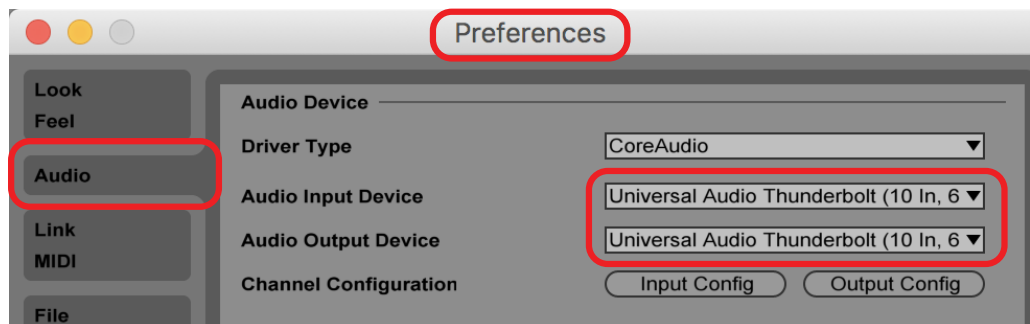 Preferences
Look
Feel
Audio
Link
MIDI
File
Audio Device
Driver Type CoreAudio
Audio Input Device Universal Audio Thunderbolt (10 In, 6
Audio Output Device Universal Audio Thunderbolt (10 In, 6
Channel Configuration Input Config Output Config